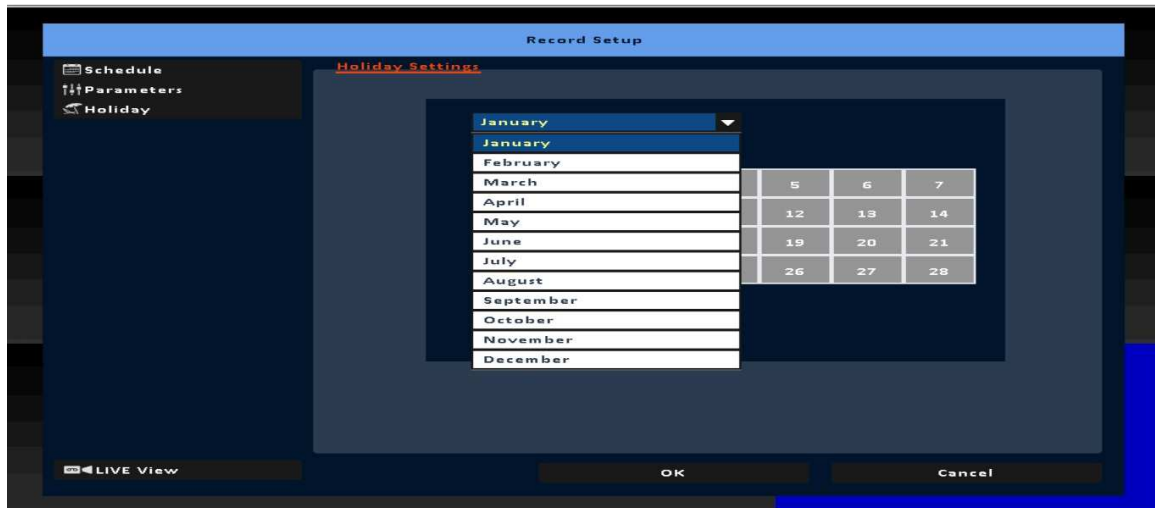 Record Setup
Schedule
Parameters
Holiday
Holiday Settings
January
January
February
March
April
May
June
July
August
September
October
November
December
5 6 7
12 13 14
19 20 21
26 27 28
LIVE View
OK
Cancel